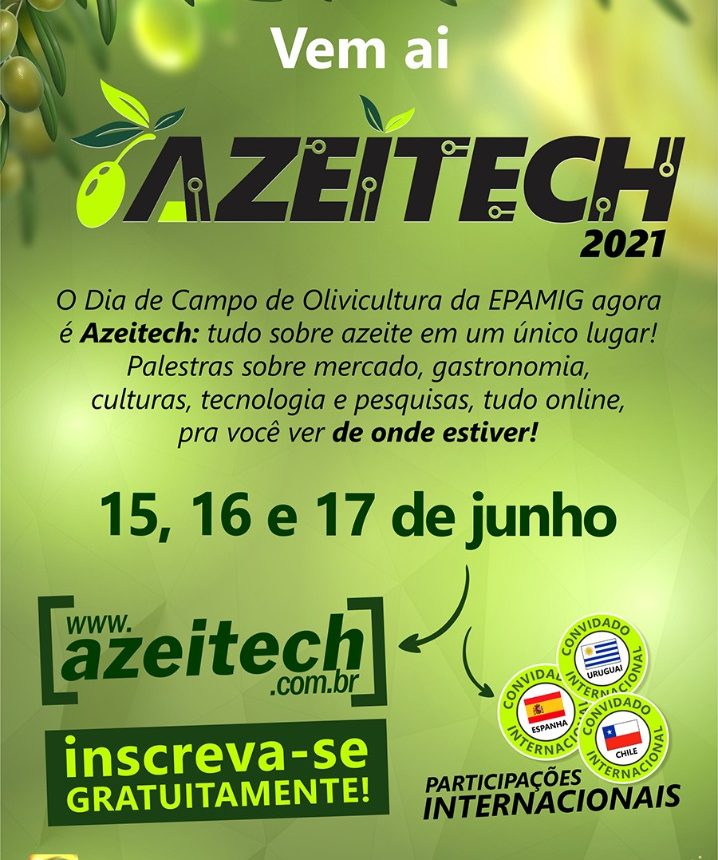 Vem ai
AZEITECH
2021
O Dia de Campo de Olivicultura da EPAMIG agora
é Azeitech: tudo sobre azeite em um único lugar!
Palestras sobre mercado, gastronomia,
culturas, tecnologia e pesquisas, tudo online,
pra você ver de onde estiver!
15, 16 e 17 de junho
www.
azeitech
.com.br
inscreva-se
GRATUITAMENTE!
CONVIDADO
URUGUAI
INTERNACIONAL
CONVIDADO
ESPANHA
INTERNACIONAL
CONVIDADO
CHILE
INTERNACIONAL
PARTICIPAÇÕES
INTERNACIONAIS